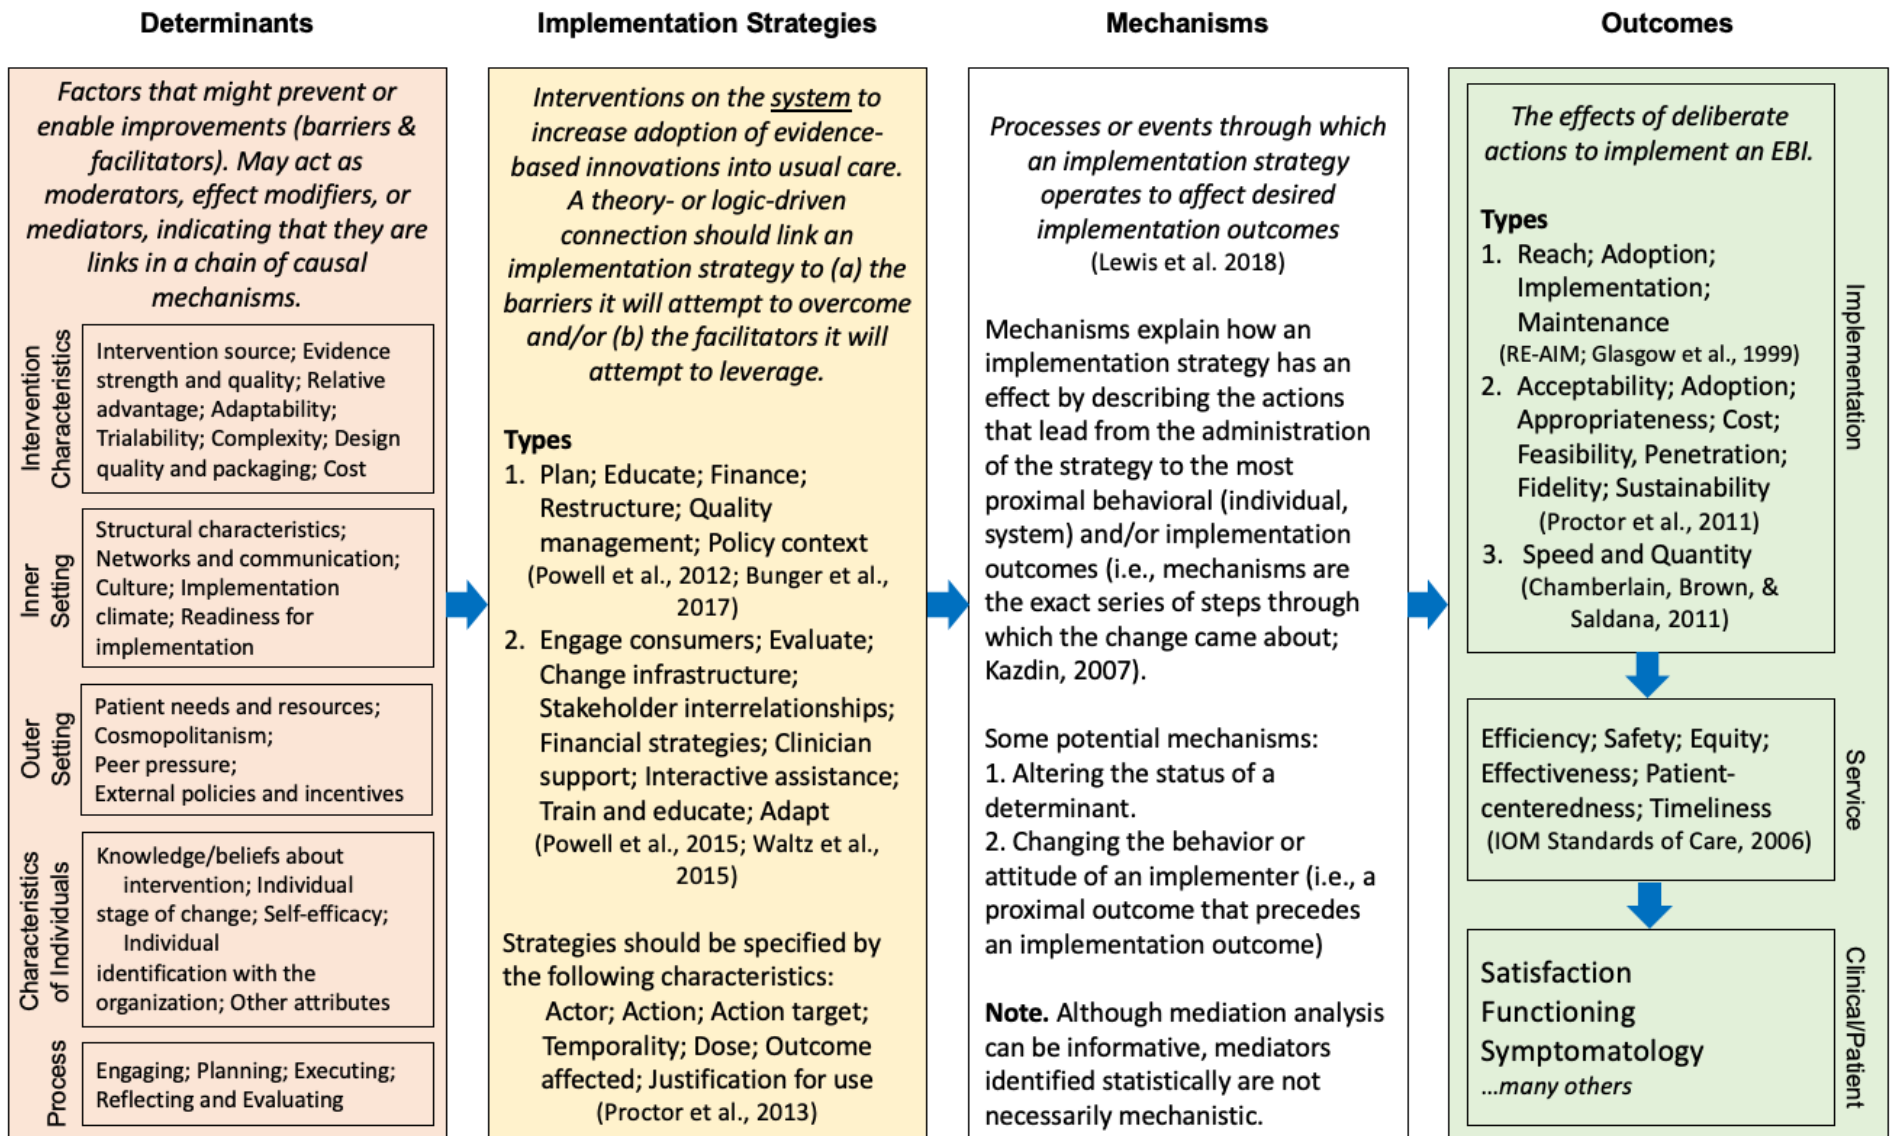 Determinants
Factors that might prevent or
enable improvements (barriers &
facilitators). May act as
moderators, effect modifiers, or
mediators, indicating that they are
links in a chain of causal
mechanisms.
Intervention
Characteristics
Intervention source; Evidence
strength and quality; Relative
advantage; Adaptability;
Trialability; Complexity; Design
quality and packaging; Cost
Inner
Setting
Structural characteristics;
Networks and communication;
Culture; Implementation
climate; Readiness for
implementation
Outer
Setting
Patient needs and resources;
Cosmopolitanism;
Peer pressure;
External policies and incentives
Characteristics
of Individuals
Knowledge/beliefs about
intervention; Individual
stage of change; Self-efficacy;
Individual
identification with the
organization; Other attributes
Process
Engaging; Planning; Executing;
Reflecting and Evaluating
Implementation Strategies
Interventions on the system to
increase adoption of evidence-
based innovations into usual care.
A theory- or logic-driven
connection should link an
implementation strategy to (a) the
barriers it will attempt to overcome
and/or (b) the facilitators it will
attempt to leverage.
Types
1. Plan; Educate; Finance;
Restructure; Quality
management; Policy context
(Powell et al., 2012; Bunger et al.,
2017)
2. Engage consumers; Evaluate;
Change infrastructure;
Stakeholder interrelationships;
Financial strategies; Clinician
support; Interactive assistance;
Train and educate; Adapt
(Powell et al., 2015; Waltz et al.,
2015)
Strategies should be specified by
the following characteristics:
Actor; Action; Action target;
Temporality; Dose; Outcome
affected; Justification for use
(Proctor et al., 2013)
Mechanisms
Processes or events through which
an implementation strategy
operates to affect desired
implementation outcomes
(Lewis et al. 2018)
Mechanisms explain how an
implementation strategy has an
effect by describing the actions
that lead from the administration
of the strategy to the most
proximal behavioral (individual,
system) and/or implementation
outcomes (i.e., mechanisms are
the exact series of steps through
which the change came about;
Kazdin, 2007).
Some potential mechanisms:
1. Altering the status of a
determinant.
2. Changing the behavior or
attitude of an implementer (i.e., a
proximal outcome that precedes
an implementation outcome)
Note. Although mediation analysis
can be informative, mediators
identified statistically are not
necessarily mechanistic.
Outcomes
The effects of deliberate
actions to implement an EBI.
Types
1. Reach; Adoption;
Implementation;
Maintenance
(RE-AIM; Glasgow et al., 1999)
2. Acceptability; Adoption;
Appropriateness; Cost;
Feasibility, Penetration;
Fidelity; Sustainability
(Proctor et al., 2011)
3. Speed and Quantity
(Chamberlain, Brown, &
Saldana, 2011)
Implementation
Efficiency; Safety; Equity;
Effectiveness; Patient-
centeredness; Timeliness
(IOM Standards of Care, 2006)
Service
Satisfaction
Functioning
Symptomatology
...many others
Clinical/Patient